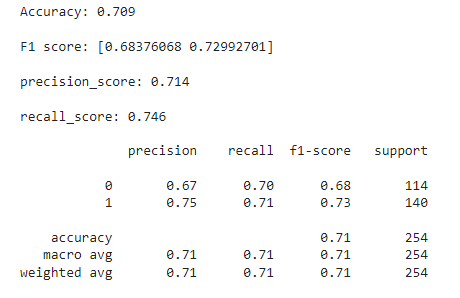 Accuracy: 0.709
F1 score: [0.68376068 0.72992701]
precision_score: 0.714
recall_score: 0.746
precision recall f1-score support
0 0.67 0.70 0.68 114
1 0.75 0.71 0.73 140
accuracy 0.71 254
macro avg 0.71 0.71 0.71 254
weighted avg 0.71 0.71 0.71 254